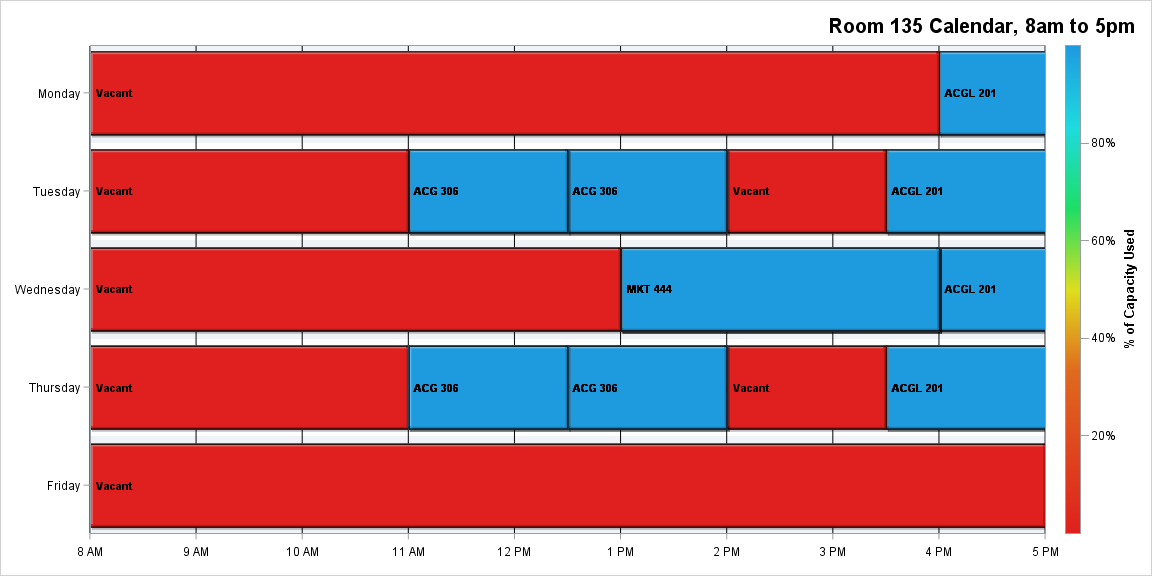 Room 135 Calendar, 8am to 5pm
Monday
Vacant
ACGL 201
Tuesday
Vacant
ACG 306
ACG 306
Vacant
ACGL 201
Wednesday
Vacant
MKT 444
ACGL 201
Thursday
Vacant
ACG 306
ACG 306
Vacant
ACGL 201
Friday
Vacant
8 AM
9 AM
10 AM
11 AM
12 PM
1 PM
2 PM
3 PM
4 PM
5 PM
80%
60%
40%
20%
% of Capacity Used